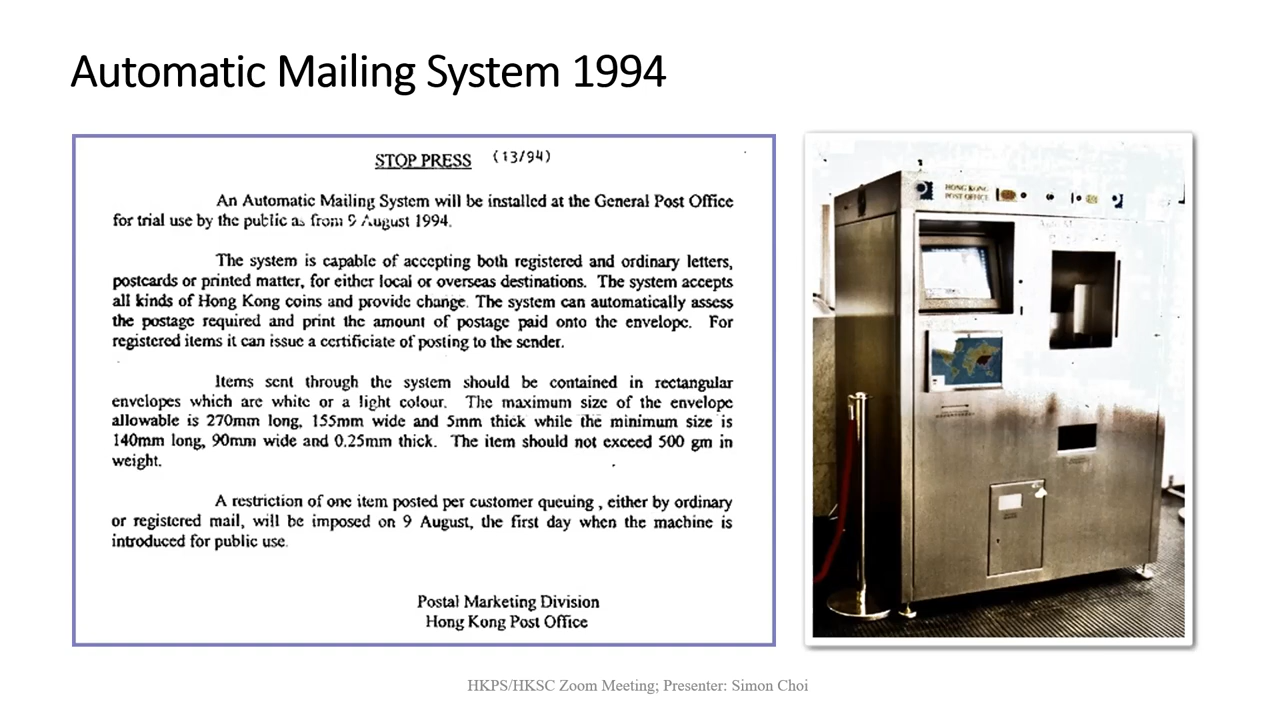 Automatic Mailing System 1994
STOP PRESS (13/94)
An Automatic Mailing System will be installed at the General Post Office
for trial use by the public as from 9 August 1994.
The system is capable of accepting both registered and ordinary letters,
postcards or printed matter, for either local or overseas destinations. The system accepts
all kinds of Hong Kong coins and provide change. The system can automatically assess
the postage required and print the amount of postage paid onto the envelope. For
registered items it can issue a certificiate of posting to the sender.
Items sent through the system should be contained in rectangular
envelopes which are white or a light colour. The maximum size of the envelope
allowable is 270mm long, 155mm wide and 5mm thick while the minimum size is
140mm long, 90mm wide and 0.25mm thick. The item should not exceed 500 gm in
weight.
A restriction of one item posted per customer queuing , either by ordinary
or registered mail, will be imposed on 9 August, the first day when the machine is
introduced for public use.
Postal Marketing Division
Hong Kong Post Office
HONG KONG
POST OFFICE
HKPS/HKSC Zoom Meeting; Presenter: Simon Choi